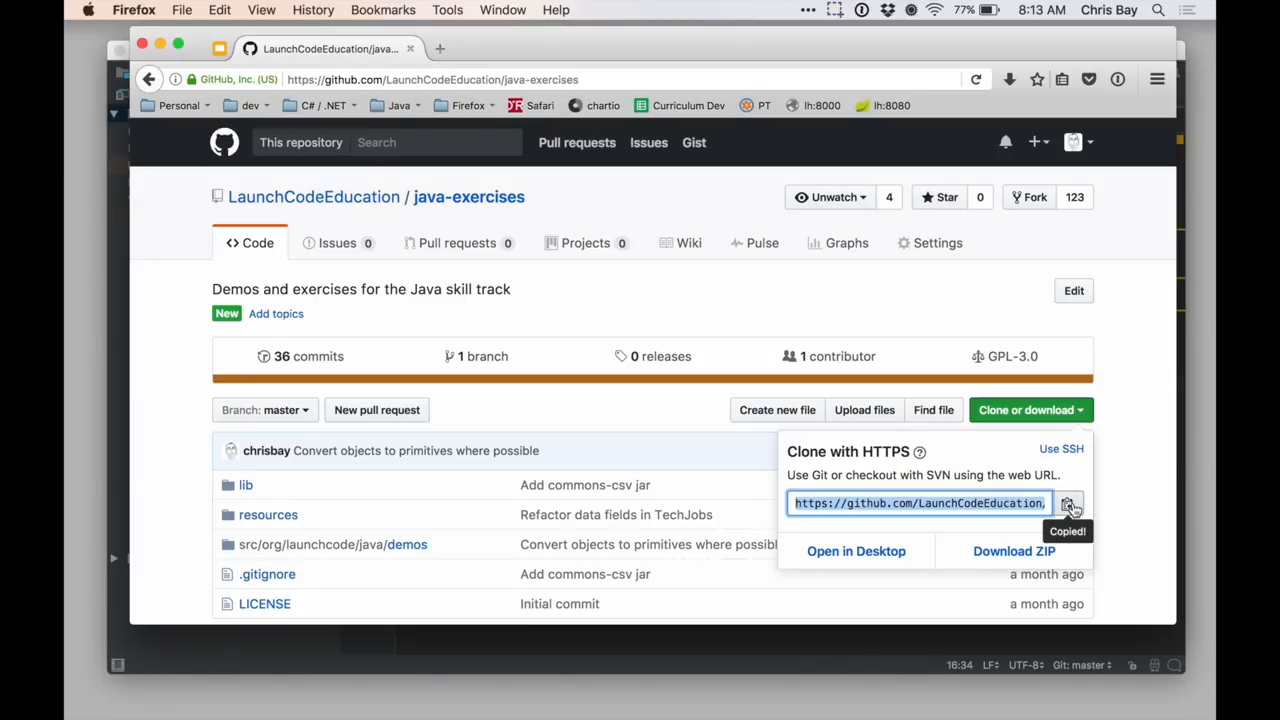 Firefox File Edit View History Bookmarks Tools Window Help 77% 8:13 AM Chris Bay
LaunchCodeEducation/java...
GitHub, Inc. (US) https://github.com/LaunchCodeEducation/java-exercises
Personal dev C# / .NET Java Firefox Safari chartio Curriculum Dev PT lh:8000 lh:8080
This repository Search Pull requests Issues Gist
LaunchCodeEducation / java-exercises Unwatch 4 Star 0 Fork 123
Code Issues 0 Pull requests 0 Projects 0 Wiki Pulse Graphs Settings
Demos and exercises for the Java skill track Edit
New Add topics
36 commits 1 branch 0 releases 1 contributor GPL-3.0
Branch: master New pull request Create new file Upload files Find file Clone or download
chrisbay Convert objects to primitives where possible
Clone with HTTPS Use SSH
Use Git or checkout with SVN using the web URL.
https://github.com/LaunchCodeEducation/
Copied!
Open in Desktop Download ZIP
lib Add commons-csv jar
resources Refactor data fields in TechJobs
src/org/launchcode/java/demos Convert objects to primitives where possible
.gitignore Add commons-csv jar a month ago
LICENSE Initial commit a month ago
16:34 LF UTF-8 Git: master